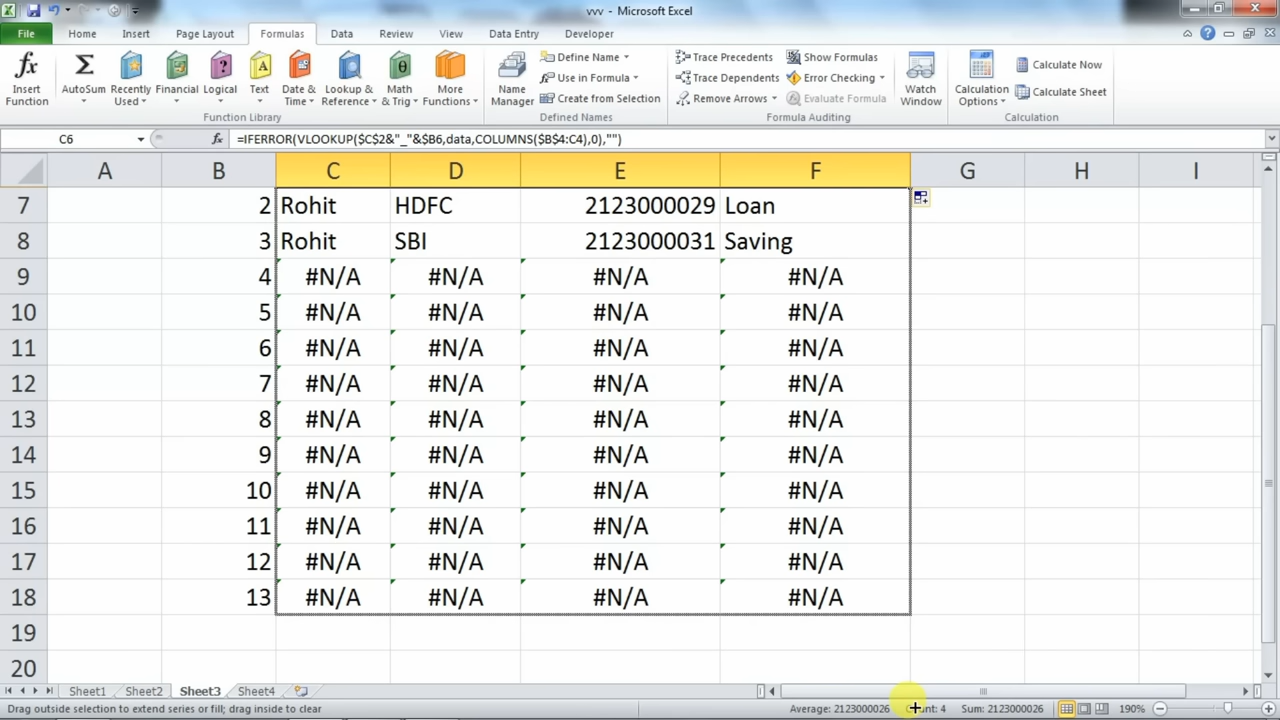 vvv - Microsoft Excel
File Home Insert Page Layout Formulas Data Review View Data Entry Developer
Insert Function
AutoSum
Recently Used
Financial
Logical
Text
Date & Time
Lookup & Reference
Math & Trig
More Functions
Function Library
Name Manager
Define Name
Use in Formula
Create from Selection
Defined Names
Trace Precedents
Trace Dependents
Remove Arrows
Show Formulas
Error Checking
Evaluate Formula
Formula Auditing
Watch Window
Calculation Options
Calculate Now
Calculate Sheet
Calculation
C6 fx =IFERROR(VLOOKUP($C$2&"_"&$B6,data,COLUMNS($B$4:C4),0),"")
A B C D E F G H I
7 2 Rohit HDFC 2123000029 Loan
8 3 Rohit SBI 2123000031 Saving
9 4 #N/A #N/A #N/A #N/A
10 5 #N/A #N/A #N/A #N/A
11 6 #N/A #N/A #N/A #N/A
12 7 #N/A #N/A #N/A #N/A
13 8 #N/A #N/A #N/A #N/A
14 9 #N/A #N/A #N/A #N/A
15 10 #N/A #N/A #N/A #N/A
16 11 #N/A #N/A #N/A #N/A
17 12 #N/A #N/A #N/A #N/A
18 13 #N/A #N/A #N/A #N/A
19
20
Sheet1 Sheet2 Sheet3 Sheet4
Drag outside selection to extend series or fill; drag inside to clear Average: 2123000026 Count: 4 Sum: 2123000026 190%